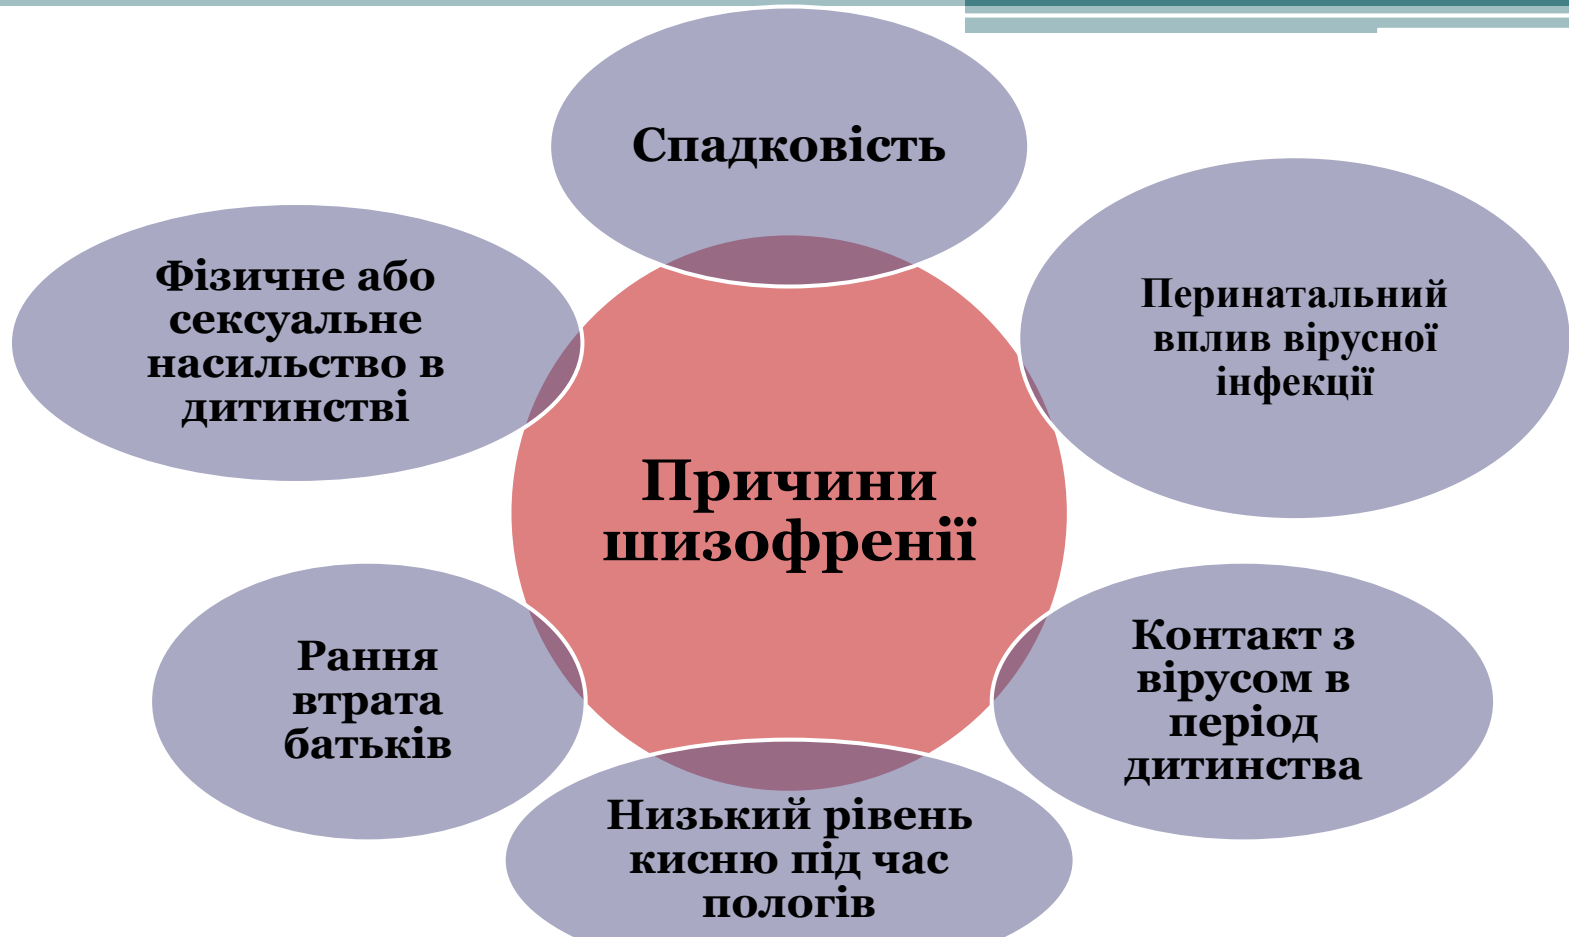 Спадковість
Фізичне або
сексуальне
насильство в
дитинстві
Перинатальний
вплив вірусної
інфекції
Причини
шизофренії
Рання
втрата
батьків
Контакт з
вірусом в
період
дитинства
Низький рівень
кисню під час
пологів